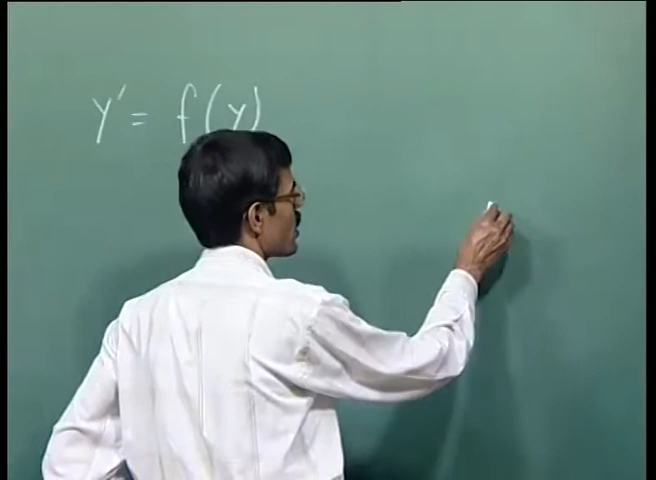 y' = f(y)